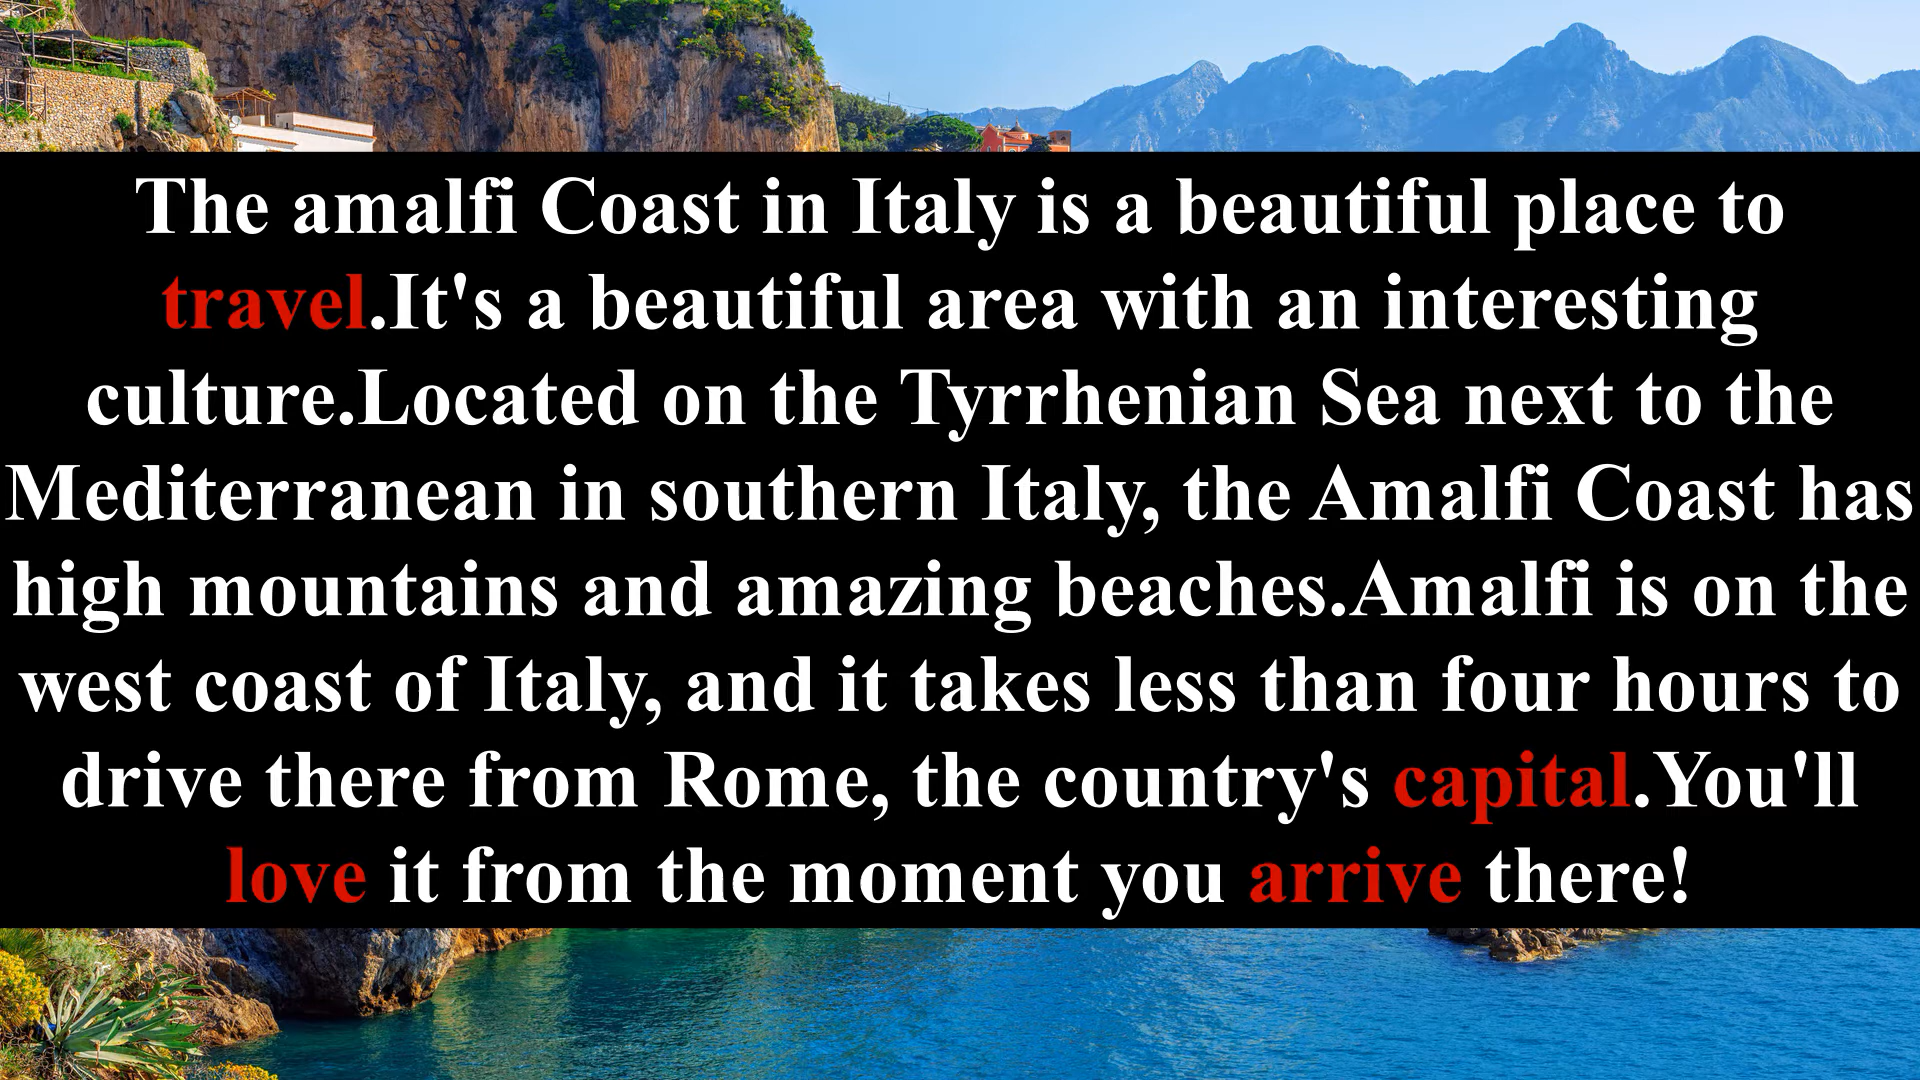 The amalfi Coast in Italy is a beautiful place to
travel.It's a beautiful area with an interesting
culture.Located on the Tyrrhenian Sea next to the
Mediterranean in southern Italy, the Amalfi Coast has
high mountains and amazing beaches.Amalfi is on the
west coast of Italy, and it takes less than four hours to
drive there from Rome, the country's capital.You'll
love it from the moment you arrive there!